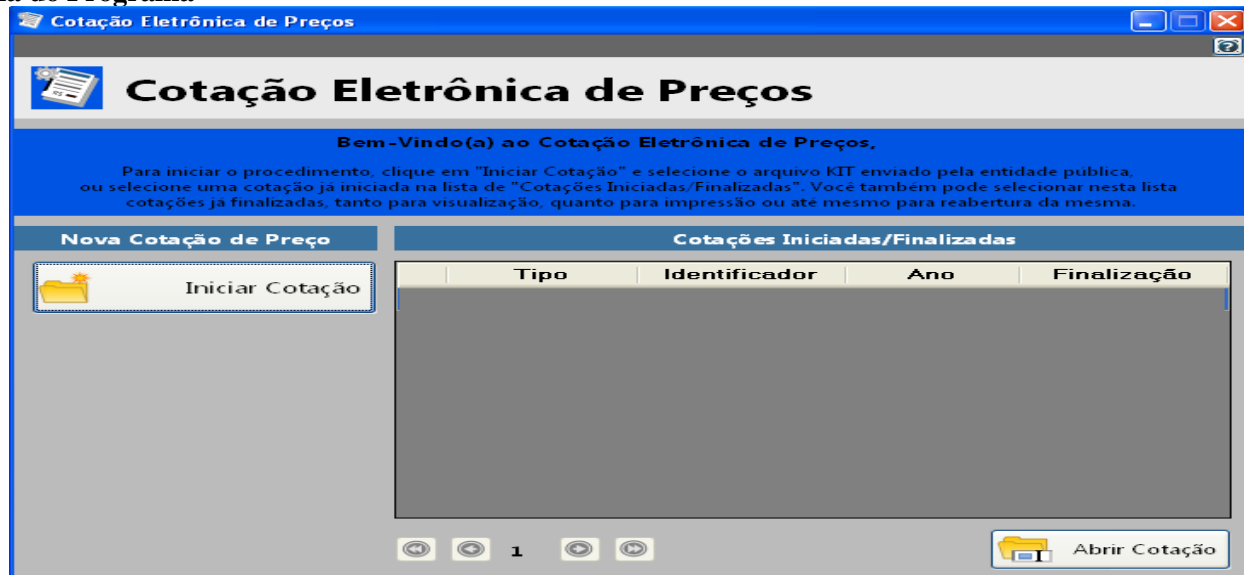 do Programa
Cotação Eletrônica de Preços
Cotação Eletrônica de Preços
Bem-Vindo(a) ao Cotação Eletrônica de Preços,
Para iniciar o procedimento, clique em "Iniciar Cotação" e selecione o arquivo KIT enviado pela entidade pública,
ou selecione uma cotação já iniciada na lista de "Cotações Iniciadas/Finalizadas". Você também pode selecionar nesta lista
cotações já finalizadas, tanto para visualização, quanto para impressão ou até mesmo para reabertura da mesma.
Nova Cotação de Preço
Cotações Iniciadas/Finalizadas
Iniciar Cotação
Tipo Identificador Ano Finalização
1
Abrir Cotação